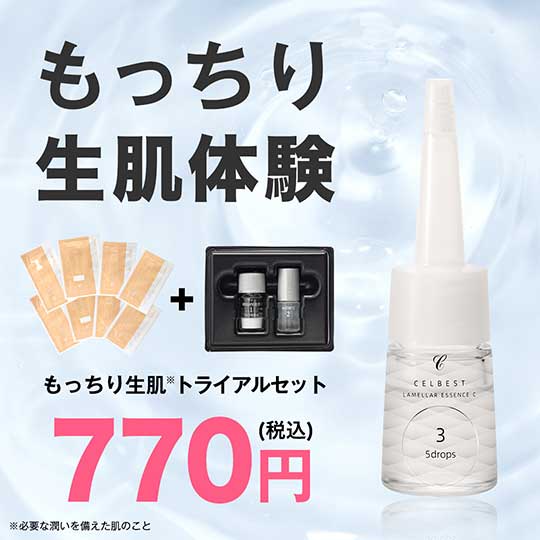 もっちり
生肌体験
+
もっちり生肌※トライアルセット
770円(税込)
※必要な潤いを備えた肌のこと
CELBEST
LAMELLAR ESSENCE C
3
5drops
2